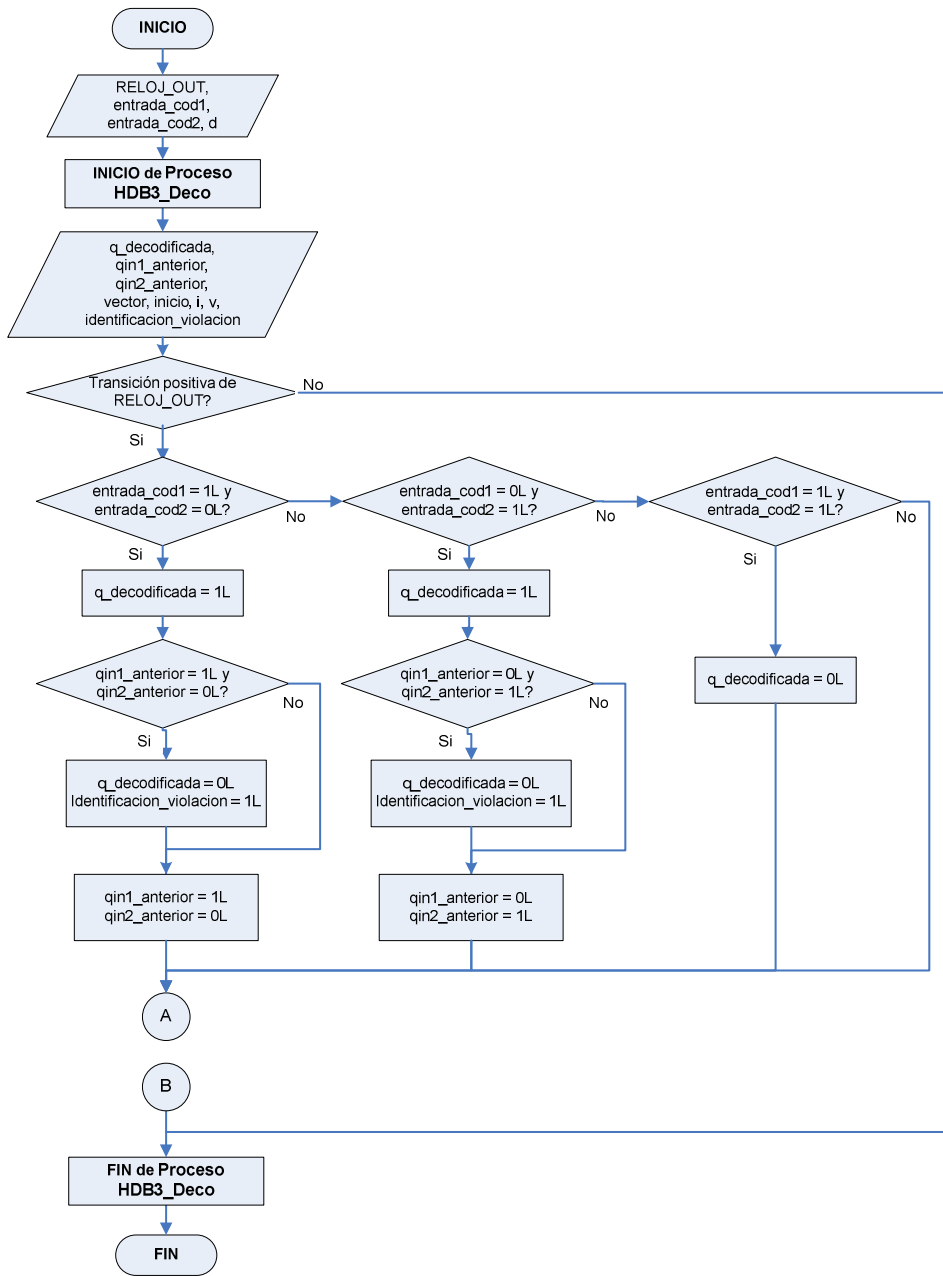 INICIO
RELOJ_OUT,
entrada_cod1,
entrada_cod2, d
INICIO de Proceso
HDB3_Deco
q_decodificada,
qin1_anterior,
qin2_anterior,
vector, inicio, i, v,
identificacion_violacion
Transición positiva de
RELOJ_OUT?
No
Si
entrada_cod1 = 1L y
entrada_cod2 = 0L?
No
Si
entrada_cod1 = 0L y
entrada_cod2 = 1L?
No
Si
entrada_cod1 = 1L y
entrada_cod2 = 1L?
No
Si
q_decodificada = 1L
q_decodificada = 1L
q_decodificada = 0L
qin1_anterior = 1L y
qin2_anterior = 0L?
No
Si
qin1_anterior = 0L y
qin2_anterior = 1L?
No
Si
q_decodificada = 0L
Identificacion_violacion = 1L
q_decodificada = 0L
Identificacion_violacion = 1L
qin1_anterior = 1L
qin2_anterior = 0L
qin1_anterior = 0L
qin2_anterior = 1L
A
B
FIN de Proceso
HDB3_Deco
FIN